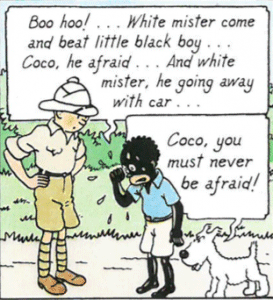 Boo hoo! . . . White mister come
and beat little black boy . . .
Coco, he afraid . . . And white
mister, he going away
with car . . .
Coco, you
must never
be afraid!